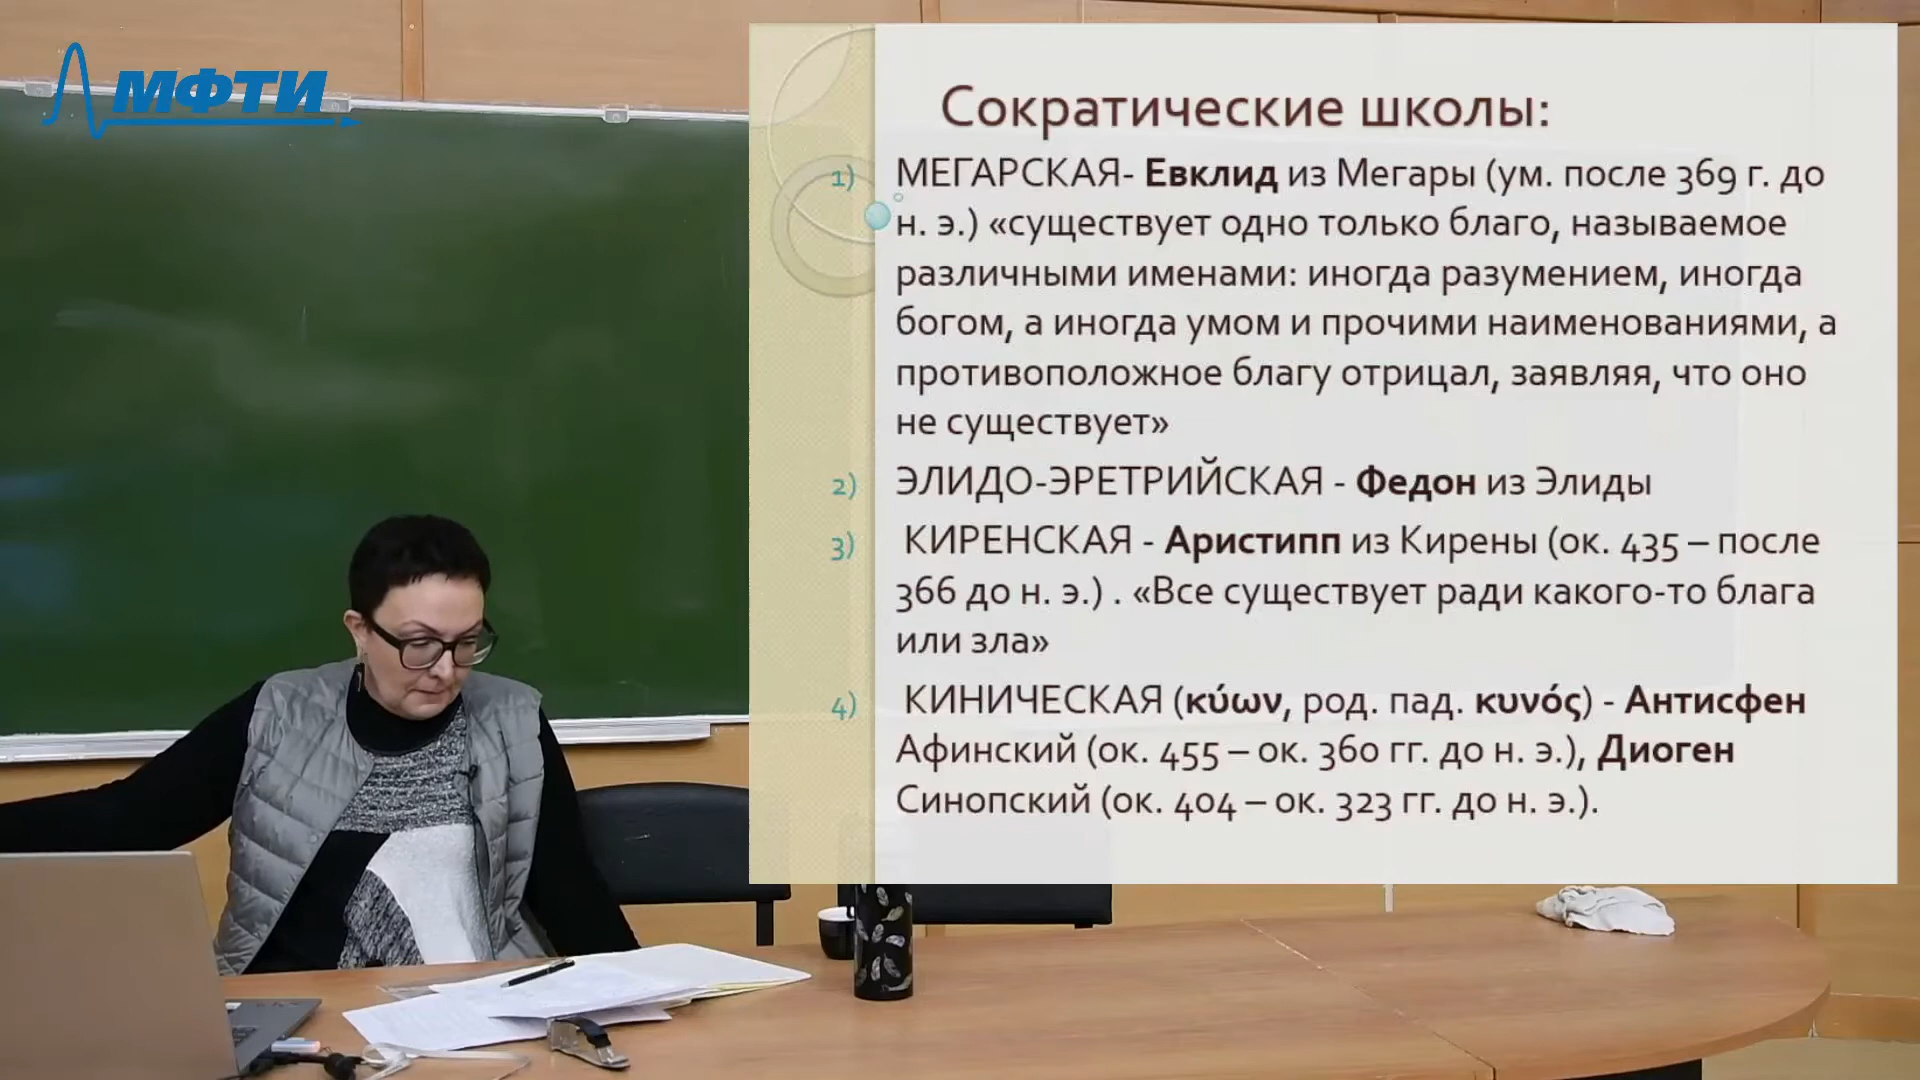 МФТИ
Сократические школы:
1) МЕГАРСКАЯ- Евклид из Мегары (ум. после 369 г. до
н. э.) «существует одно только благо, называемое
различными именами: иногда разумением, иногда
богом, а иногда умом и прочими наименованиями, а
противоположное благу отрицал, заявляя, что оно
не существует»
2) ЭЛИДО-ЭРЕТРИЙСКАЯ - Федон из Элиды
3) КИРЕНСКАЯ - Аристипп из Кирены (ок. 435 – после
366 до н. э.) . «Все существует ради какого-то блага
или зла»
4) КИНИЧЕСКАЯ (κύων, род. пад. κυνός) - Антисфен
Афинский (ок. 455 – ок. 360 гг. до н. э.), Диоген
Синопский (ок. 404 – ок. 323 гг. до н. э.).